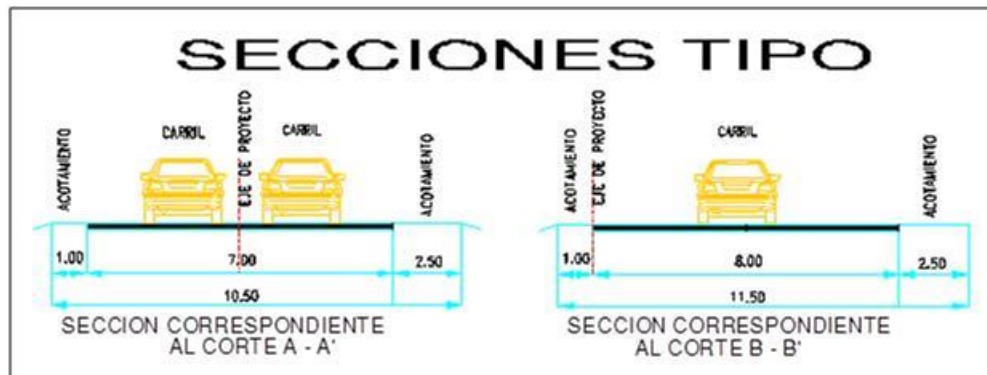 SECCIONES TIPO
ACOTAMIENTO
CARRIL
EJE DE PROYECTO
CARRIL
ACOTAMIENTO
1.00
7.00
2.50
10.50
SECCION CORRESPONDIENTE
AL CORTE A - A'
ACOTAMIENTO
EJE DE PROYECTO
CARRIL
ACOTAMIENTO
1.00
8.00
2.50
11.50
SECCION CORRESPONDIENTE
AL CORTE B - B'